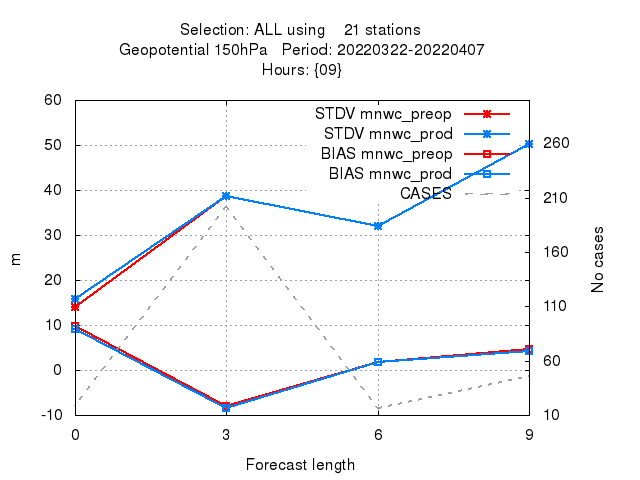 Selection: ALL using    21 stations
Geopotential 150hPa   Period: 20220322-20220407
Hours: {09}
60
50
40
30
20
10
0
-10
m
STDV mnwc_preop
STDV mnwc_prod
BIAS mnwc_preop
BIAS mnwc_prod
CASES
260
210
160
110
60
10
No cases
0 3 6 9
Forecast length